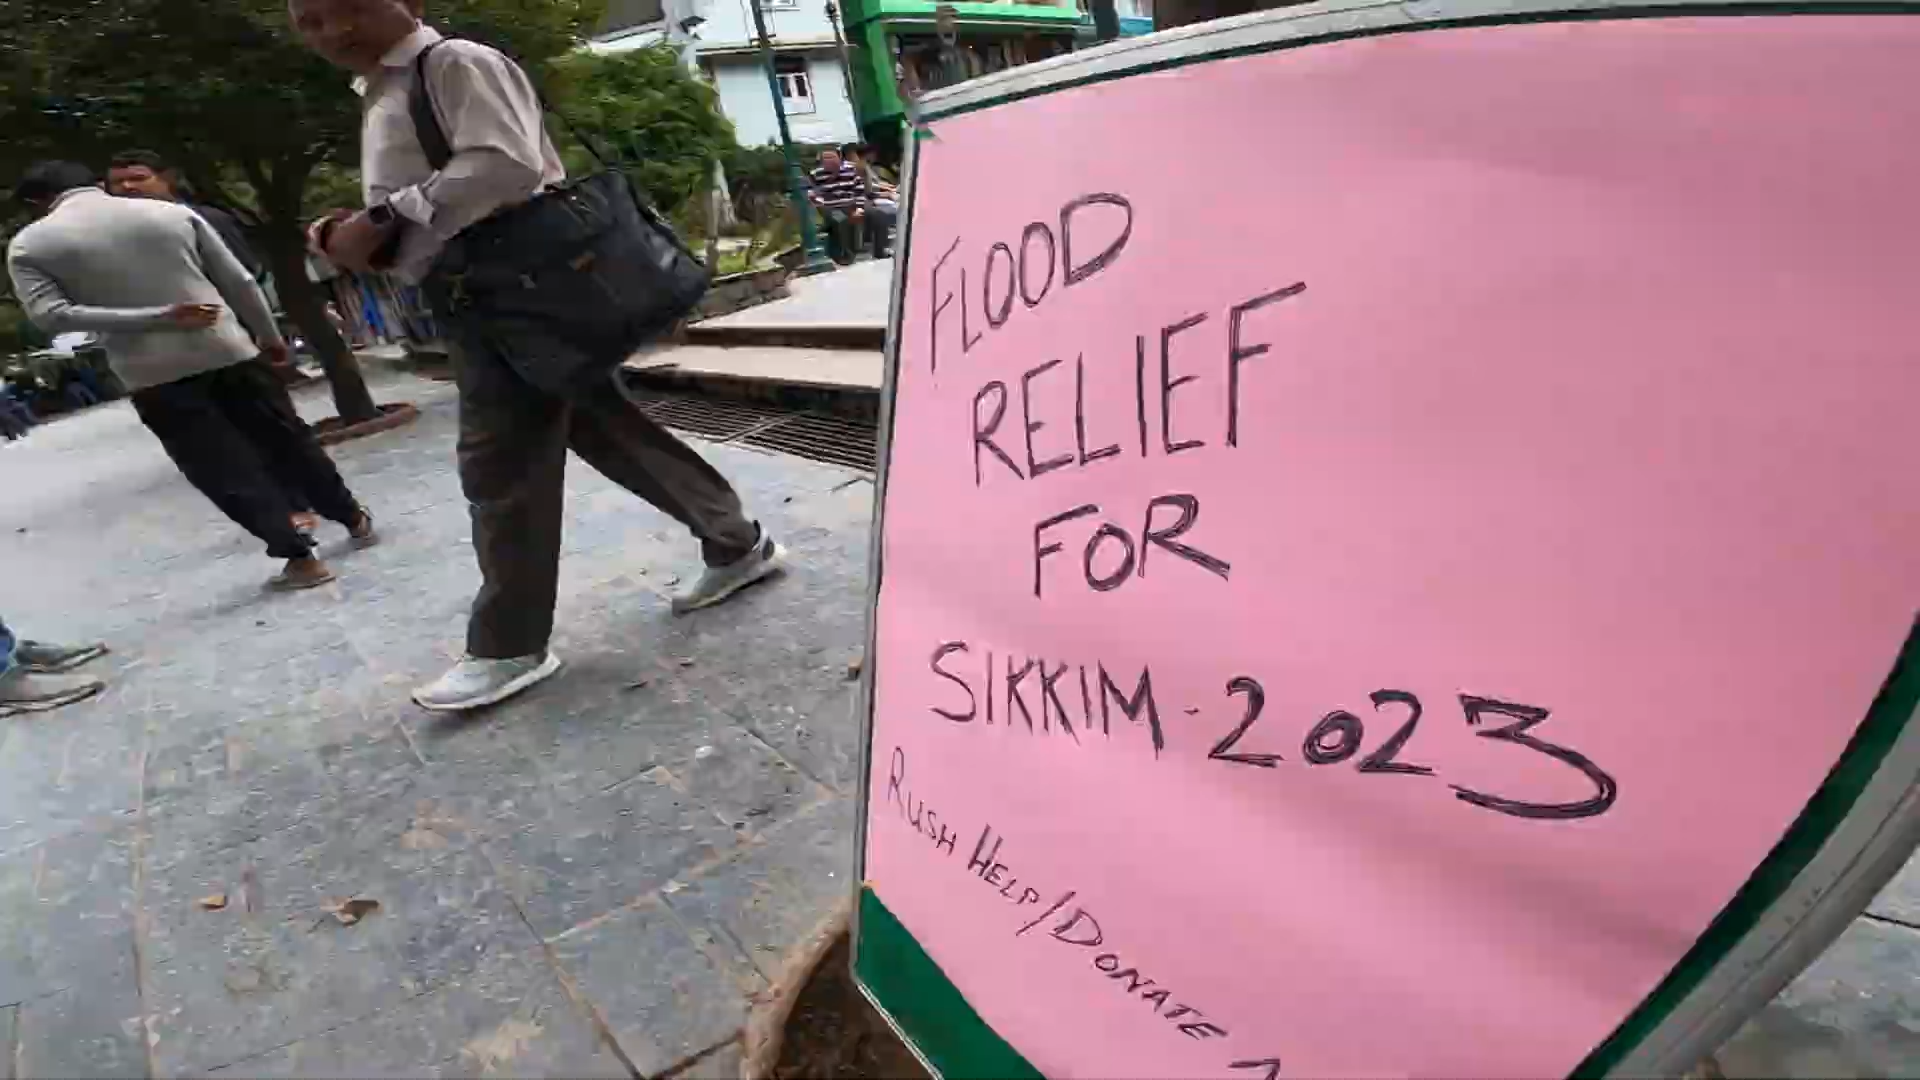 FLOOD
RELIEF
FOR
SIKKIM - 2023
RUSH HELP/DONATE